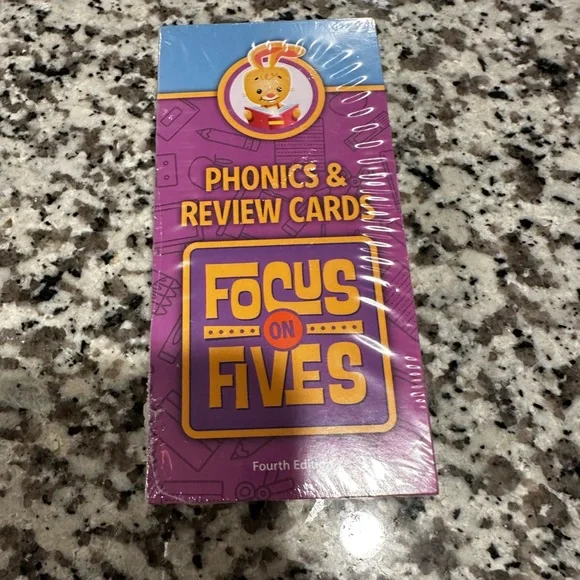 PHONICS &
REVIEW CARDS
FOCUS
ON
FIVES
Fourth Edition